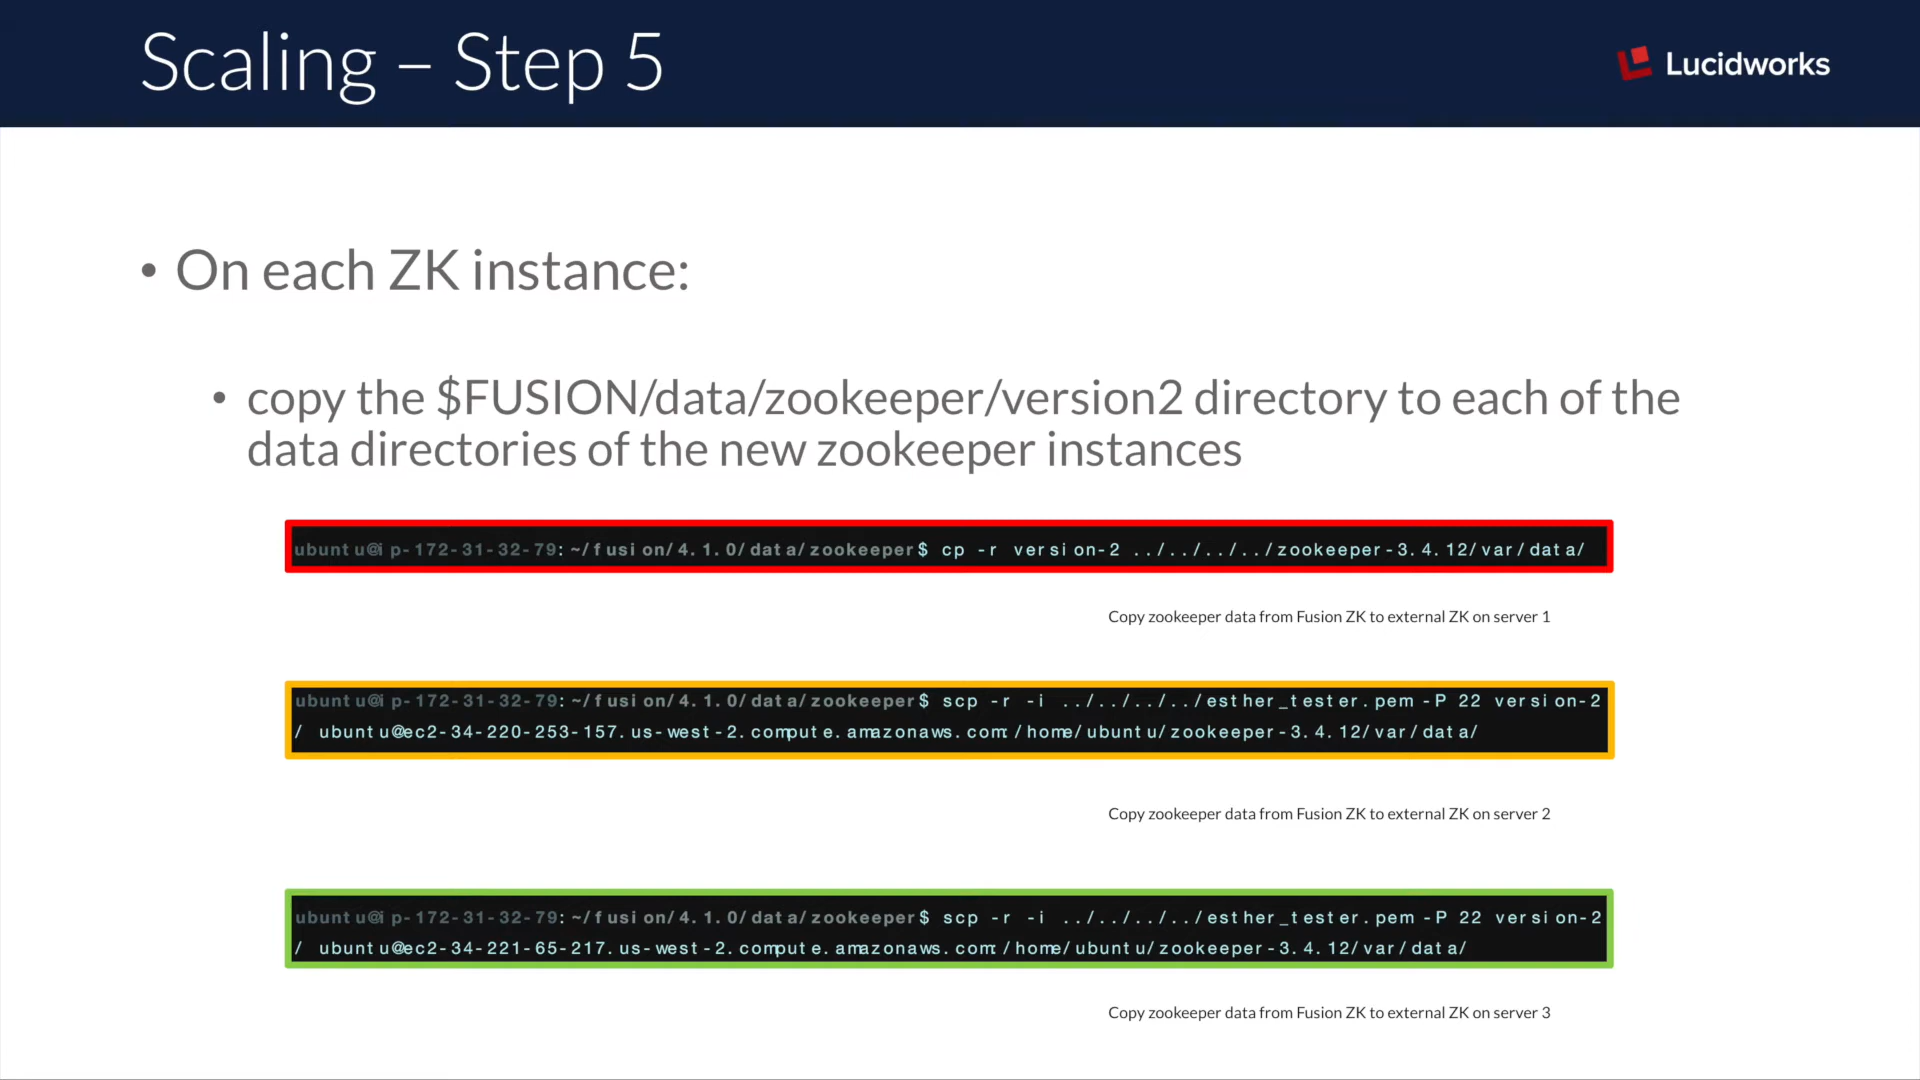 Scaling – Step 5
Lucidworks
• On each ZK instance:
• copy the $FUSION/data/zookeeper/version2 directory to each of the
data directories of the new zookeeper instances
ubuntu@ip-172-31-32-79:~/fusion/4.1.0/data/zookeeper$ cp -r version-2 ../../../../zookeeper-3.4.12/var/data/
Copy zookeeper data from Fusion ZK to external ZK on server 1
ubuntu@ip-172-31-32-79:~/fusion/4.1.0/data/zookeeper$ scp -r -i ../../../../esther_tester.pem -P 22 version-2
/ ubuntu@ec2-34-220-253-157.us-west-2.compute.amazonaws.com:/home/ubuntu/zookeeper-3.4.12/var/data/
Copy zookeeper data from Fusion ZK to external ZK on server 2
ubuntu@ip-172-31-32-79:~/fusion/4.1.0/data/zookeeper$ scp -r -i ../../../../esther_tester.pem -P 22 version-2
/ ubuntu@ec2-34-221-65-217.us-west-2.compute.amazonaws.com:/home/ubuntu/zookeeper-3.4.12/var/data/
Copy zookeeper data from Fusion ZK to external ZK on server 3